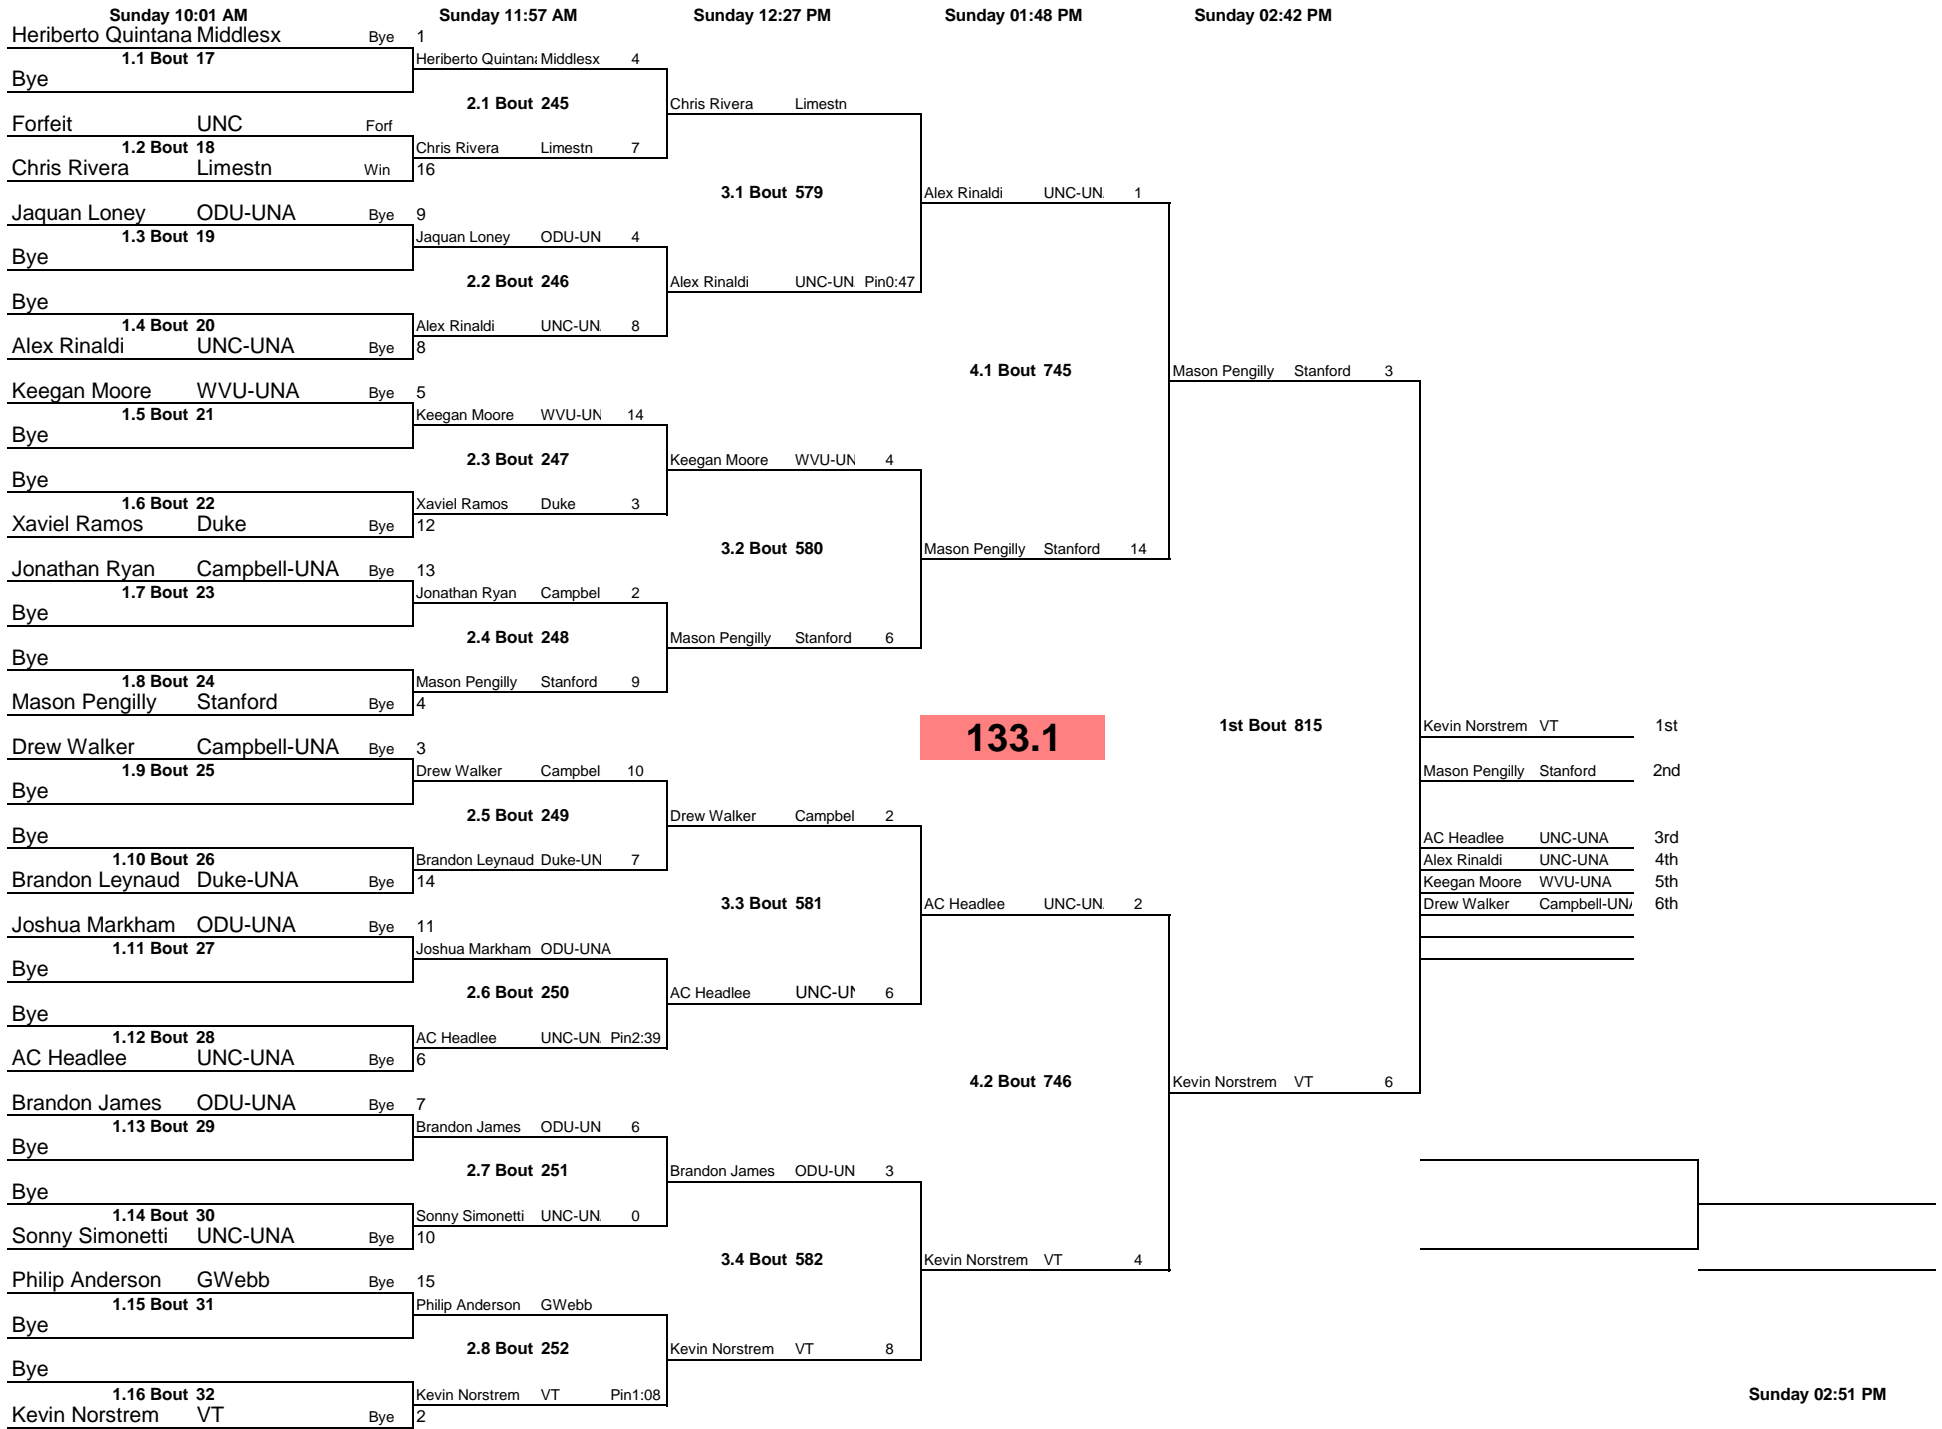 Sunday 10:01 AM Sunday 11:57 AM Sunday 12:27 PM Sunday 01:48 PM Sunday 02:42 PM
Heriberto Quintana Middlesx Bye 1
1.1 Bout 17 Heriberto Quintana Middlesx 4
Bye
2.1 Bout 245 Chris Rivera Limestn
Forfeit UNC Forf
1.2 Bout 18 Chris Rivera Limestn 7
Chris Rivera Limestn Win 16
3.1 Bout 579 Alex Rinaldi UNC-UN. 1
Jaquan Loney ODU-UNA Bye 9
1.3 Bout 19 Jaquan Loney ODU-UN 4
Bye
2.2 Bout 246 Alex Rinaldi UNC-UN. Pin0:47
Bye
1.4 Bout 20 Alex Rinaldi UNC-UN. 8
Alex Rinaldi UNC-UNA Bye 8
4.1 Bout 745 Mason Pengilly Stanford 3
Keegan Moore WVU-UNA Bye 5
1.5 Bout 21 Keegan Moore WVU-UN 14
Bye
2.3 Bout 247 Keegan Moore WVU-UN 4
Bye
1.6 Bout 22 Xaviel Ramos Duke 3
Xaviel Ramos Duke Bye 12
3.2 Bout 580 Mason Pengilly Stanford 14
Jonathan Ryan Campbell-UNA Bye 13
1.7 Bout 23 Jonathan Ryan Campbel 2
Bye
2.4 Bout 248 Mason Pengilly Stanford 6
Bye
1.8 Bout 24 Mason Pengilly Stanford 9
Mason Pengilly Stanford Bye 4
133.1 1st Bout 815 Kevin Norstrem VT 1st
Drew Walker Campbell-UNA Bye 3
1.9 Bout 25 Drew Walker Campbel 10 Mason Pengilly Stanford 2nd
Bye
2.5 Bout 249 Drew Walker Campbel 2
Bye AC Headlee UNC-UNA 3rd
1.10 Bout 26 Brandon Leynaud Duke-UN 7 Alex Rinaldi UNC-UNA 4th
Brandon Leynaud Duke-UNA Bye 14 Keegan Moore WVU-UNA 5th
3.3 Bout 581 AC Headlee UNC-UN. 2 Drew Walker Campbell-UNA 6th
Joshua Markham ODU-UNA Bye 11
1.11 Bout 27 Joshua Markham ODU-UNA
Bye
2.6 Bout 250 AC Headlee UNC-UN 6
Bye
1.12 Bout 28 AC Headlee UNC-UN. Pin2:39
AC Headlee UNC-UNA Bye 6
4.2 Bout 746 Kevin Norstrem VT 6
Brandon James ODU-UNA Bye 7
1.13 Bout 29 Brandon James ODU-UN 6
Bye
2.7 Bout 251 Brandon James ODU-UN 3
Bye
1.14 Bout 30 Sonny Simonetti UNC-UN. 0
Sonny Simonetti UNC-UNA Bye 10
3.4 Bout 582 Kevin Norstrem VT 4
Philip Anderson GWebb Bye 15
1.15 Bout 31 Philip Anderson GWebb
Bye
2.8 Bout 252 Kevin Norstrem VT 8
Bye
1.16 Bout 32 Kevin Norstrem VT Pin1:08 Sunday 02:51 PM
Kevin Norstrem VT Bye 2